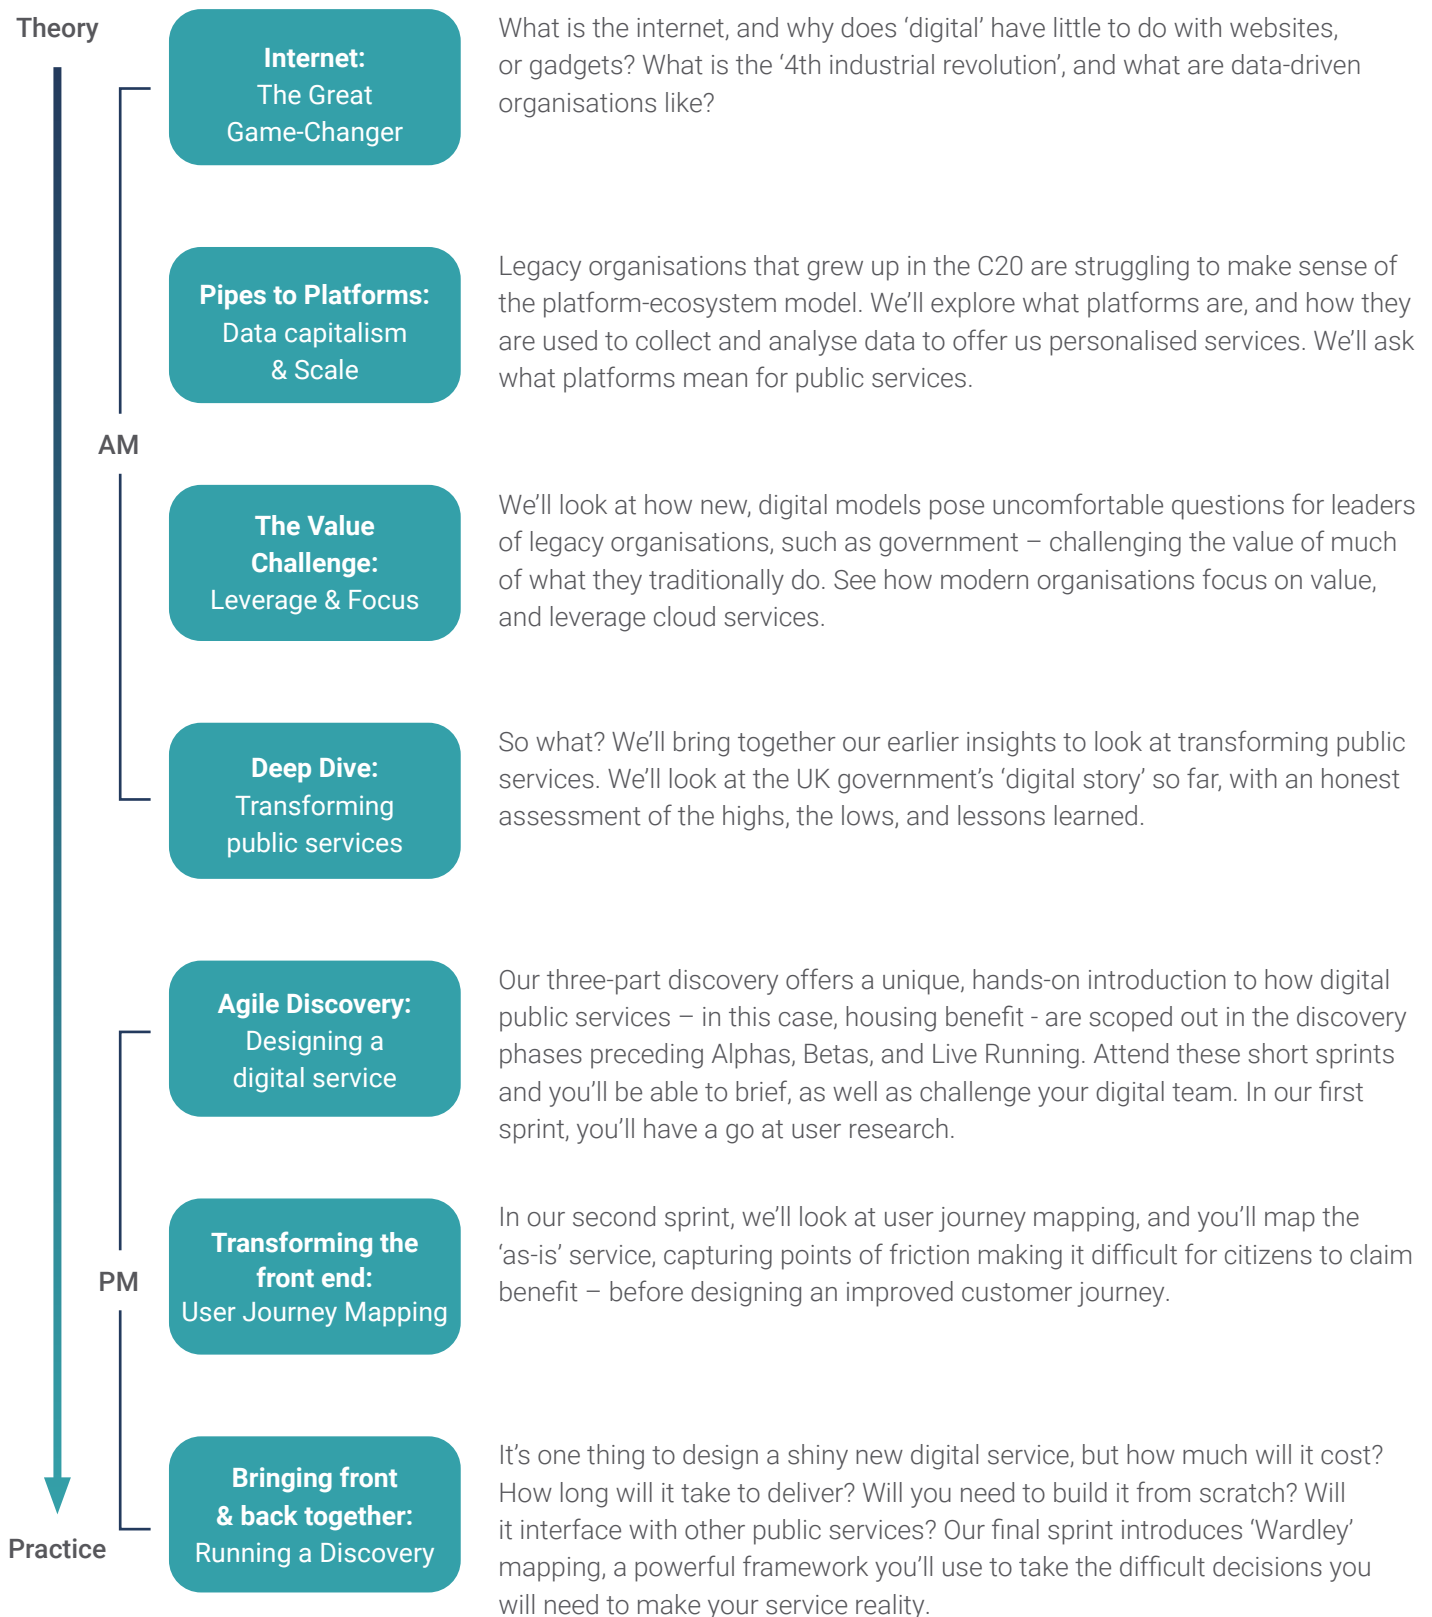 Theory
Internet:
The Great
Game-Changer
What is the internet, and why does ‘digital’ have little to do with websites,
or gadgets? What is the ‘4th industrial revolution’, and what are data-driven
organisations like?
Pipes to Platforms:
Data capitalism
& Scale
Legacy organisations that grew up in the C20 are struggling to make sense of
the platform-ecosystem model. We’ll explore what platforms are, and how they
are used to collect and analyse data to offer us personalised services. We’ll ask
what platforms mean for public services.
AM
The Value
Challenge:
Leverage & Focus
We’ll look at how new, digital models pose uncomfortable questions for leaders
of legacy organisations, such as government – challenging the value of much
of what they traditionally do. See how modern organisations focus on value,
and leverage cloud services.
Deep Dive:
Transforming
public services
So what? We’ll bring together our earlier insights to look at transforming public
services. We’ll look at the UK government’s ‘digital story’ so far, with an honest
assessment of the highs, the lows, and lessons learned.
Agile Discovery:
Designing a
digital service
Our three-part discovery offers a unique, hands-on introduction to how digital
public services – in this case, housing benefit - are scoped out in the discovery
phases preceding Alphas, Betas, and Live Running. Attend these short sprints
and you’ll be able to brief, as well as challenge your digital team. In our first
sprint, you’ll have a go at user research.
PM
Transforming the
front end:
User Journey Mapping
In our second sprint, we’ll look at user journey mapping, and you’ll map the
‘as-is’ service, capturing points of friction making it difficult for citizens to claim
benefit – before designing an improved customer journey.
Bringing front
& back together:
Running a Discovery
It’s one thing to design a shiny new digital service, but how much will it cost?
How long will it take to deliver? Will you need to build it from scratch? Will
it interface with other public services? Our final sprint introduces ‘Wardley’
mapping, a powerful framework you’ll use to take the difficult decisions you
will need to make your service reality.
Practice